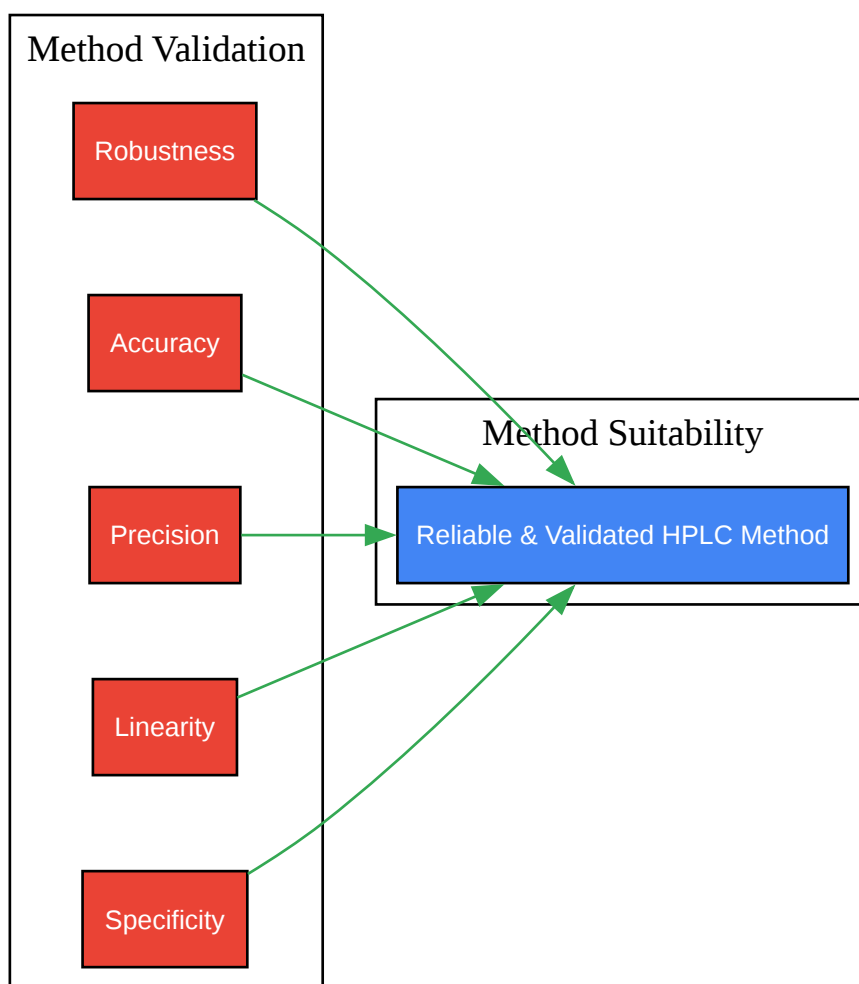 Method Validation
Robustness
Accuracy
Precision
Linearity
Specificity
Method Suitability
Reliable & Validated HPLC Method